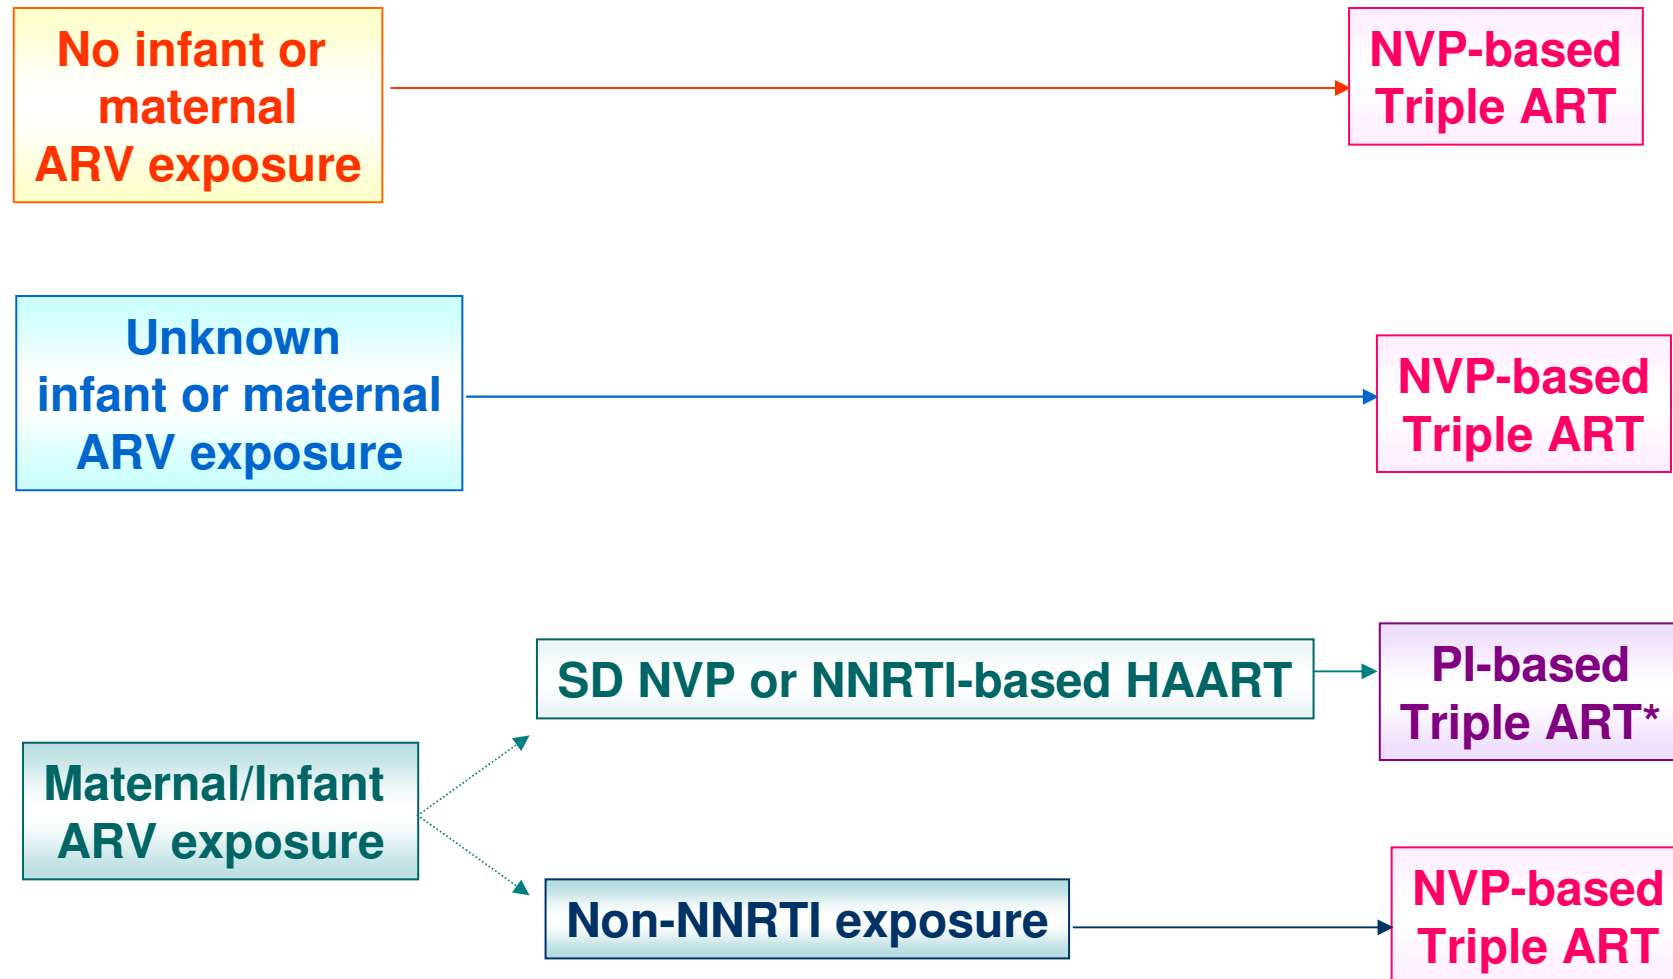 No infant or
maternal
ARV exposure
NVP-based
Triple ART
Unknown
infant or maternal
ARV exposure
NVP-based
Triple ART
Maternal/Infant
ARV exposure
SD NVP or NNRTI-based HAART
PI-based
Triple ART*
Non-NNRTI exposure
NVP-based
Triple ART